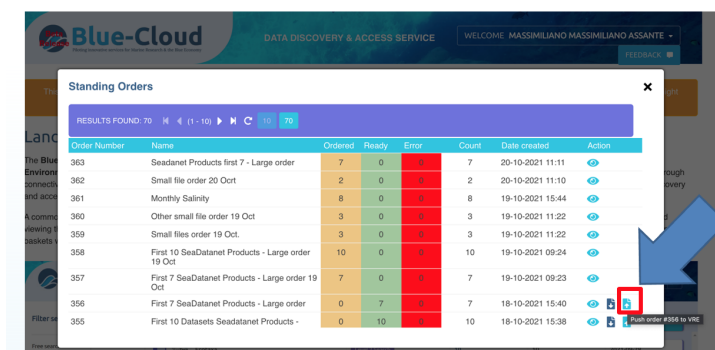 Blue-Cloud
DATA DISCOVERY & ACCESS SERVICE
WELCOME MASSIMILIANO MASSIMILIANO ASSANTE
FEEDBACK
The
ight
Standing Orders
RESULTS FOUND: 70 (1 - 10) 10 70
Order Number Name Ordered Ready Error Count Date created Action
363 Seadanet Products first 7 - Large order 7 0 0 7 20-10-2021 11:11
362 Small file order 20 Ocrt 2 0 0 2 20-10-2021 11:10
361 Monthly Salinity 8 0 0 8 19-10-2021 15:44
360 Other small file order 19 Oct 3 0 0 3 19-10-2021 11:22
359 Small files order 19 Oct. 3 0 0 3 19-10-2021 11:22
358 First 10 SeaDatanet Products - Large order 10 0 0 10 19-10-2021 09:24
19 Oct
357 First 7 SeaDatanet Products - Large order 19 7 0 0 7 19-10-2021 09:23
Oct
356 First 7 SeaDatanet Products - Large order 0 7 0 7 18-10-2021 15:40
355 First 10 Datasets Seadatanet Products - 0 10 0 10 18-10-2021 15:38
Push order #356 to VRE
Lanc
The Blue
Environ
connectiv
and acce
A commo
viewing t
baskets v
rough
overy
Filter se
Free searc